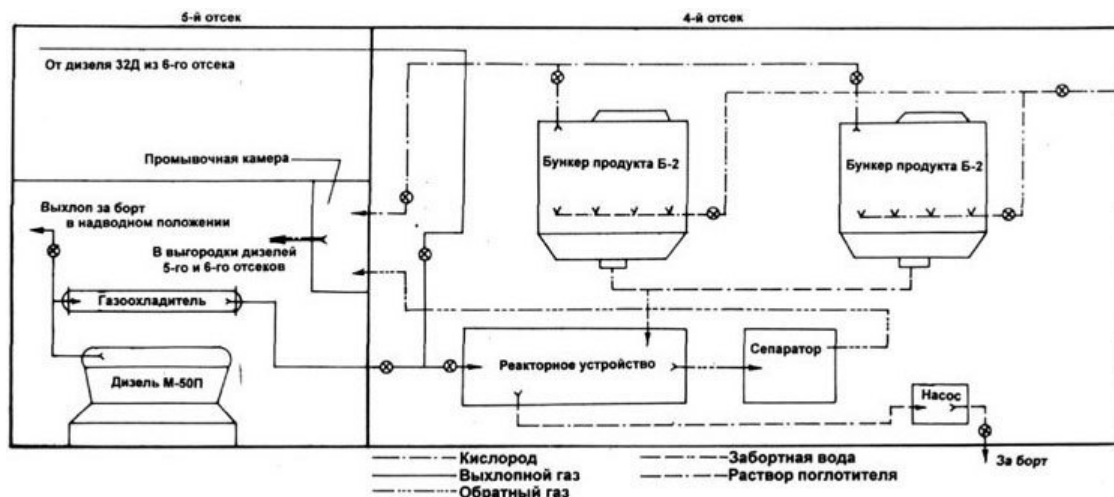 5-й отсек
4-й отсек
От дизеля 32Д из 6-го отсека
Промывочная камера
Бункер продукта Б-2
Бункер продукта Б-2
Выхлоп за борт
в надводном положении
В выгородки дизелей
5-го и 6-го отсеков
Газоохладитель
Дизель М-50П
Реакторное устройство
Сепаратор
Насос
За борт
Кислород
Забортная вода
Выхлопной газ
Раствор поглотителя
Обратный газ